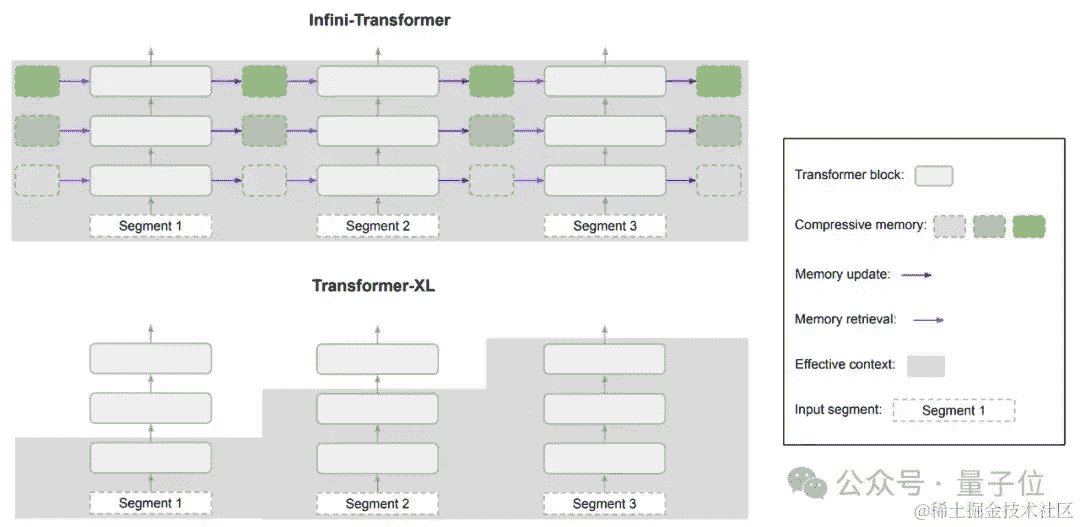 Infini-Transformer
Segment 1
Segment 2
Segment 3
Transformer-XL
Segment 1
Segment 2
Segment 3
Transformer block:
Compressive memory:
Memory update:
Memory retrieval:
Effective context:
Input segment:
Segment 1
公众号 · 量子位
@稀土掘金技术社区